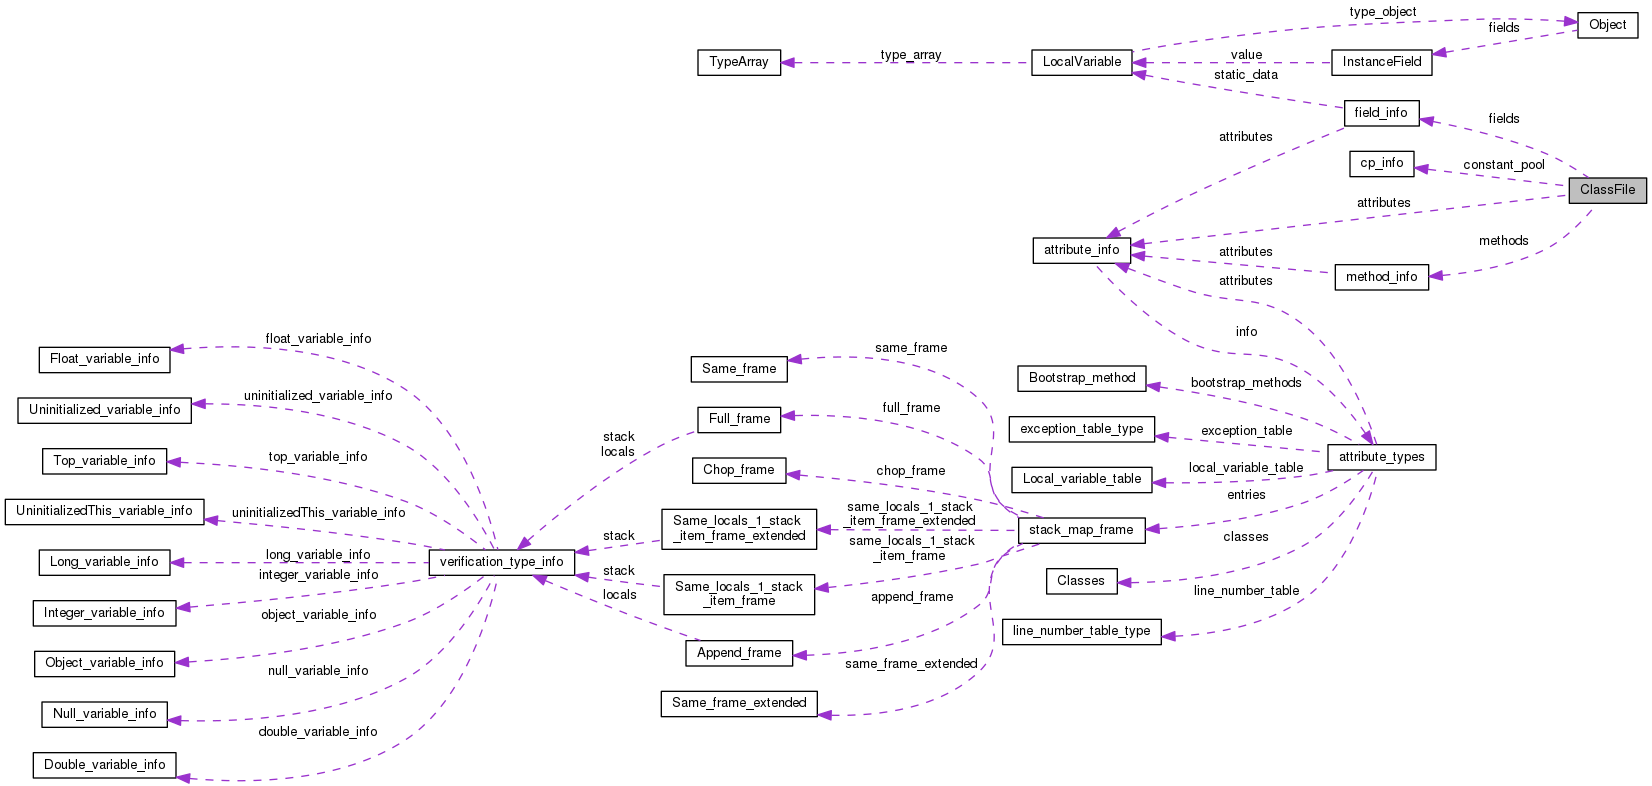 type_object
Object
fields
TypeArray
type_array
LocalVariable
value
InstanceField
static_data
field_info
fields
attributes
cp_info
constant_pool
ClassFile
attributes
methods
attribute_info
attributes
method_info
attributes
info
float_variable_info
Float_variable_info
same_frame
Same_frame
Bootstrap_method
bootstrap_methods
uninitialized_variable_info
Uninitialized_variable_info
full_frame
Full_frame
exception_table_type
exception_table
stack
locals
top_variable_info
Top_variable_info
chop_frame
Chop_frame
Local_variable_table
local_variable_table
attribute_types
entries
UninitializedThis_variable_info
uninitializedThis_variable_info
Same_locals_1_stack
_item_frame_extended
same_locals_1_stack
_item_frame_extended
stack_map_frame
stack
classes
same_locals_1_stack
_item_frame
Long_variable_info
long_variable_info
verification_type_info
integer_variable_info
stack
Same_locals_1_stack
_item_frame
Classes
line_number_table
locals
append_frame
Integer_variable_info
object_variable_info
line_number_table_type
Append_frame
Object_variable_info
null_variable_info
same_frame_extended
Same_frame_extended
Null_variable_info
double_variable_info
Double_variable_info